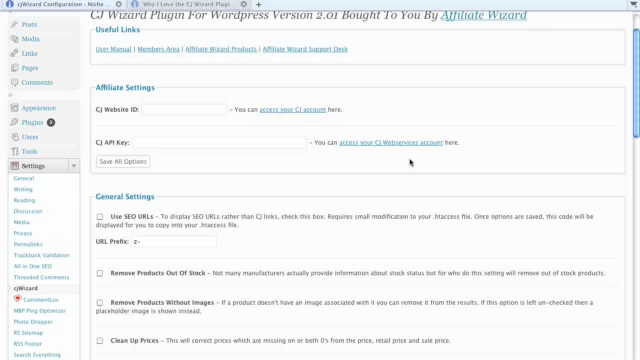 cjWizard Configuration - Niche
Why I Love the CJ Wizard Plugi
CJ Wizard Plugin For Wordpress Version 2.01 Bought To You By Affiliate Wizard
Useful Links
User Manual | Members Area | Affiliate Wizard Products | Affiliate Wizard Support Desk
Affiliate Settings
CJ Website ID: – You can access your CJ account here.
CJ API Key: – You can access your CJ Webservices account here.
Save All Options
General Settings
Use SEO URLs – To display SEO URLs rather than CJ links, check this box. Requires small modification to your .htaccess file. Once options are saved, this code will be
displayed for you to copy into your .htaccess file.
URL Prefix: z-
Remove Products Out Of Stock – Not many manufacturers actually provide information about stock status but for who do this setting will remove out of stock products.
Remove Products Without Images – If a product doesn't have an image associated with it you can remove it from the results. If this option is left un-checked then a
placeholder image is shown instead.
Clean Up Prices – This will correct prices which are missing on or both 0's from the price, retail price and sale price.
Posts
Media
Links
Pages
Comments
Appearance
Plugins
Users
Tools
Settings
General
Writing
Reading
Discussion
Media
Privacy
Permalinks
Trackback Validation
All in One SEO
Threaded Comments
cjWizard
CommentLuv
MBP Ping Optimizer
Photo Dropper
RS Sitemap
RSS Footer
Search Everything